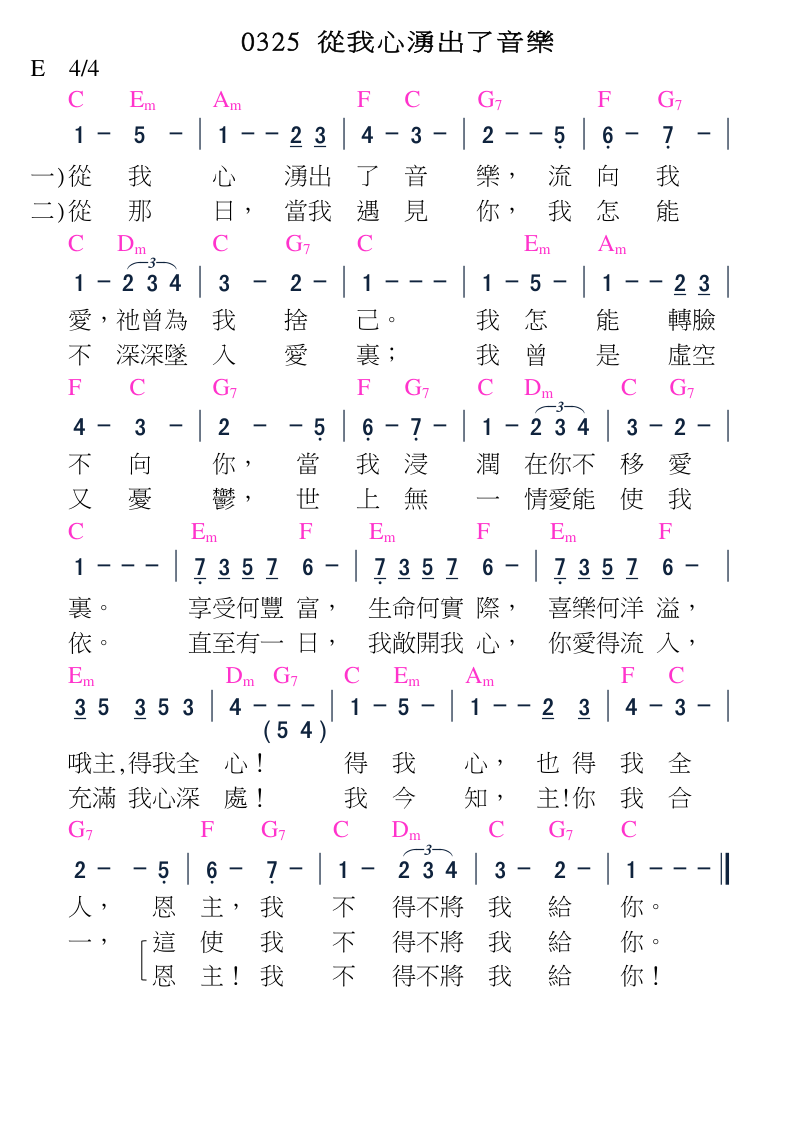 0325 從我心湧出了音樂
E 4/4
C Em Am F C G7 F G7
1 - 5 - | 1 - - 2 3 | 4 - 3 - | 2 - - 5 | 6 - 7 - |
一)從 我 心 湧出 了 音 樂， 流 向 我
二)從 那 日， 當我 遇 見 你， 我 怎 能
C Dm C G7 C Em Am
3
1 - 2 3 4 | 3 - 2 - | 1 - - - | 1 - 5 - | 1 - - 2 3 |
愛，祂曾為 我 捨 己。 我 怎 能 轉臉
不 深深墜 入 愛 裏； 我 曾 是 虛空
F C G7 F G7 C Dm C G7
3
4 - 3 - | 2 - - 5 | 6 - 7 - | 1 - 2 3 4 | 3 - 2 - |
不 向 你， 當 我 浸 潤 在你不 移 愛
又 憂 鬱， 世 上 無 一 情愛能 使 我
C Em F Em F Em F
1 - - - | 7 3 5 7 6 - | 7 3 5 7 6 - | 7 3 5 7 6 - |
裏。 享受何豐 富， 生命何實 際， 喜樂何洋 溢，
依。 直至有一 日， 我敞開我 心， 你愛得流 入，
Em Dm G7 C Em Am F C
3 5 3 5 3 | 4 - - - | 1 - 5 - | 1 - - 2 3 | 4 - 3 - |
(5 4)
哦主,得我全 心！ 得 我 心， 也 得 我 全
充滿 我心深 處！ 我 今 知， 主!你 我 合
G7 F G7 C Dm C G7 C
3
2 - - 5 | 6 - 7 - | 1 - 2 3 4 | 3 - 2 - | 1 - - - ‖
人， 恩 主，我 不 得不將 我 給 你。
一， 這 使 我 不 得不將 我 給 你。
恩 主！ 我 不 得不將 我 給 你！